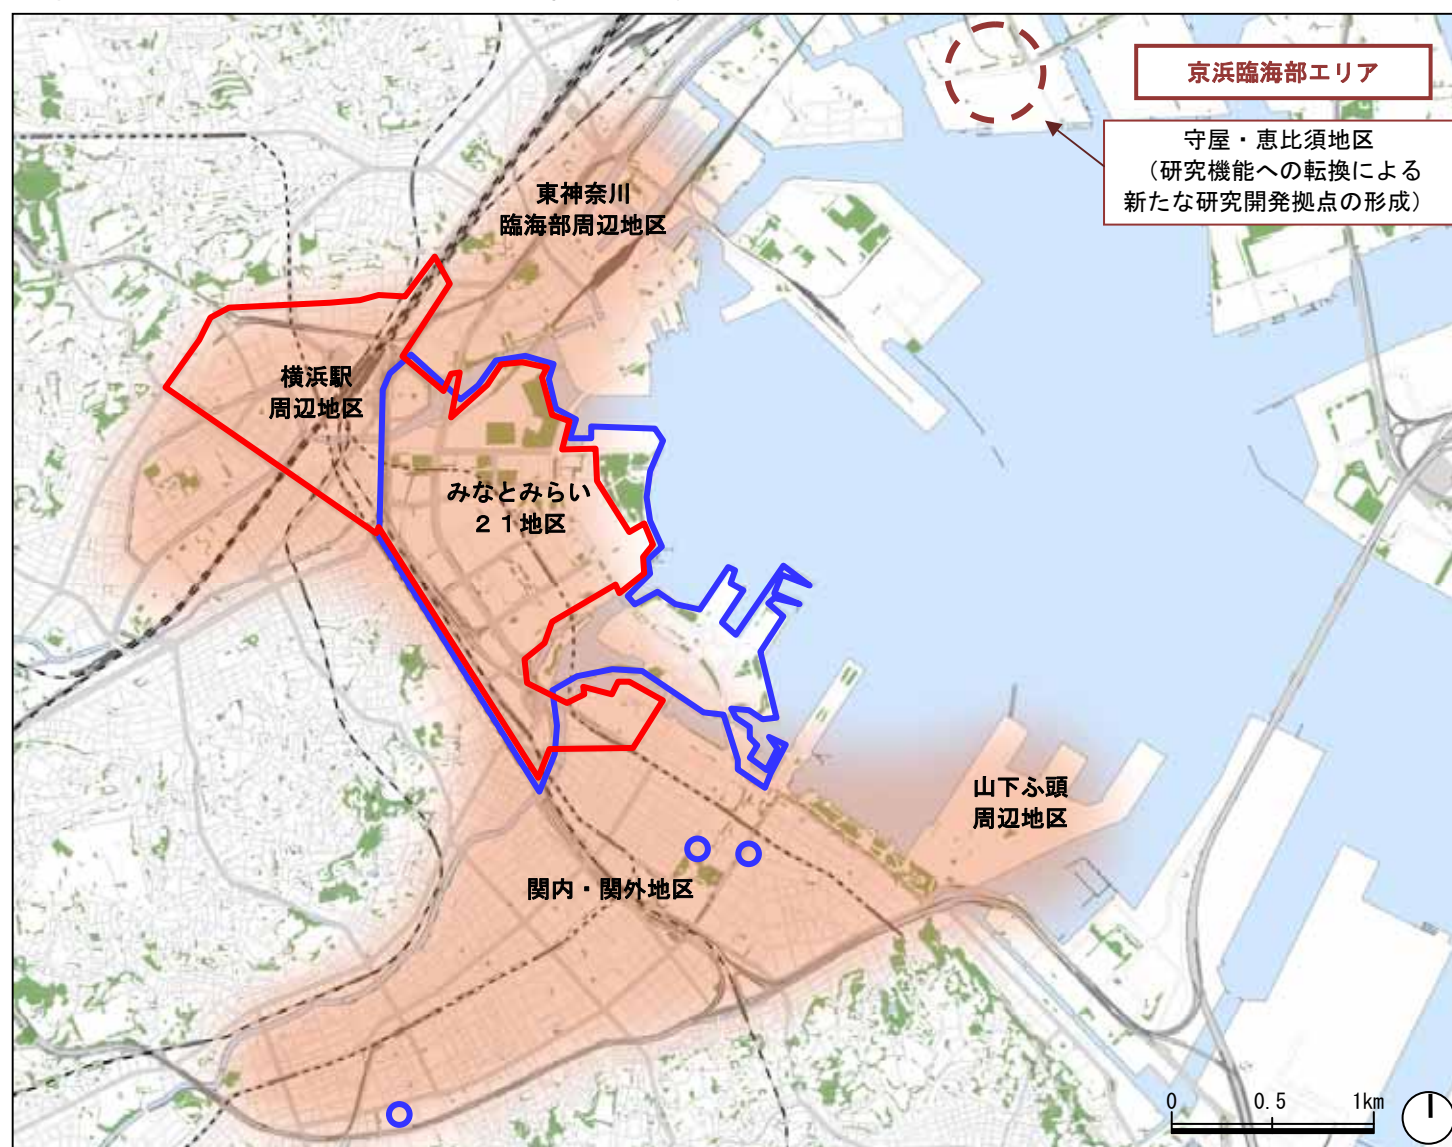 京浜臨海部エリア
守屋・恵比須地区
（研究機能への転換による
新たな研究開発拠点の形成）
東神奈川
臨海部周辺地区
横浜駅
周辺地区
みなとみらい
２１地区
山下ふ頭
周辺地区
関内・関外地区
0 0.5 1km